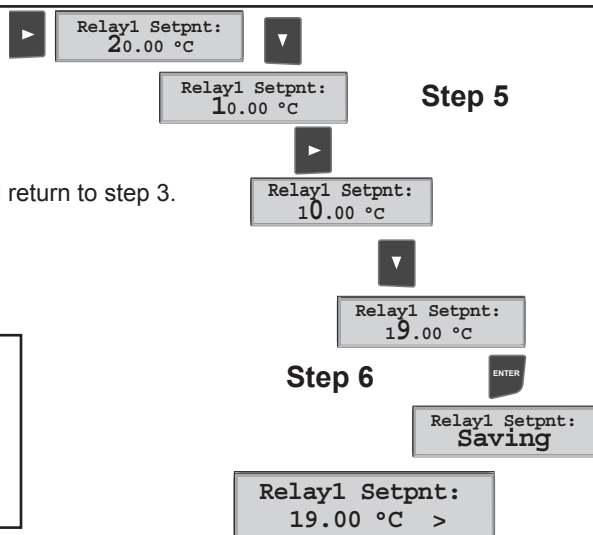 Relay1 Setpnt:
20.00 °C
Relay1 Setpnt:
10.00 °C
Step 5
return to step 3.
Relay1 Setpnt:
10.00 °C
Relay1 Setpnt:
19.00 °C
Step 6
ENTER
Relay1 Setpnt:
Saving
Relay1 Setpnt:
19.00 °C >